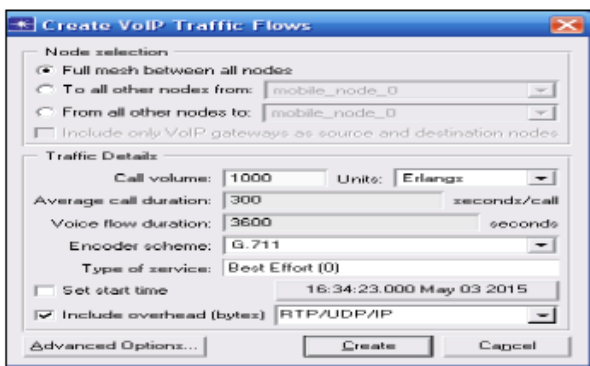 Create VoIP Traffic Flows
Node selection
Full mesh between all nodes
To all other nodes from: mobile_node_0
From all other nodes to: mobile_node_0
Include only VoIP gateways as source and destination nodes
Traffic Details
Call volume: 1000 Units: Erlangs
Average call duration: 300 seconds/call
Voice flow duration: 3600 seconds
Encoder scheme: G.711
Type of service: Best Effort (0)
Set start time 16:34:23.000 May 03 2015
Include overhead (bytes) RTP/UDP/IP
Advanced Options... Create Cancel